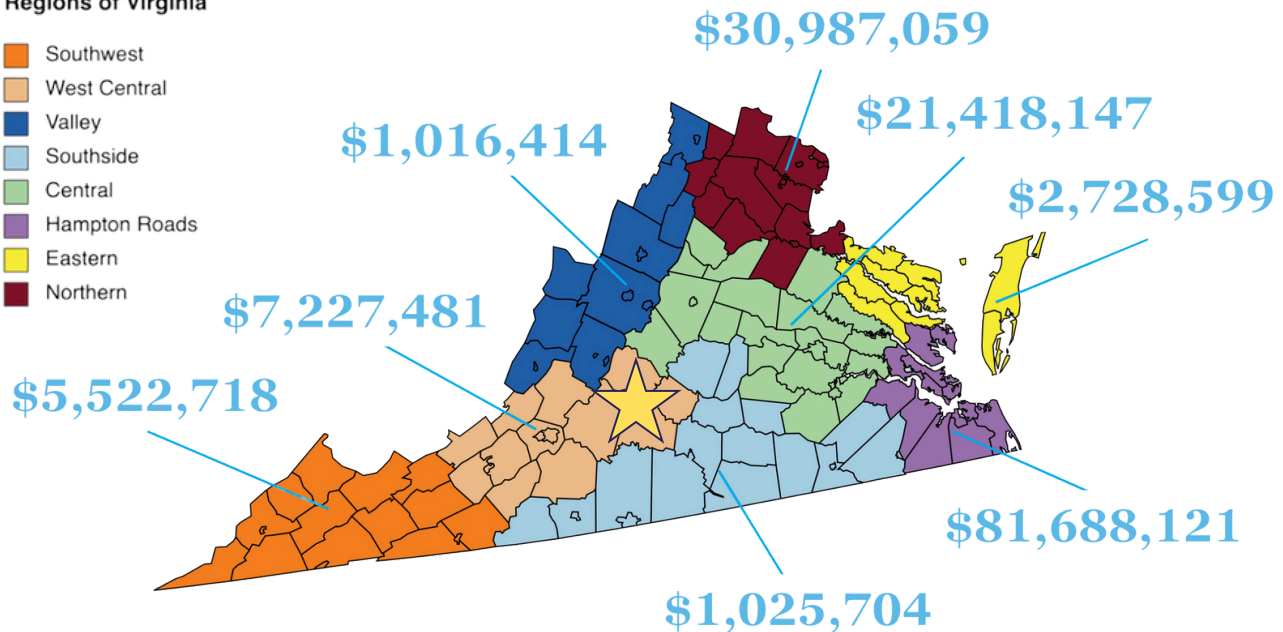 Regions of Virginia
Southwest
West Central
Valley
Southside
Central
Hampton Roads
Eastern
Northern
$30,987,059
$21,418,147
$1,016,414
$2,728,599
$7,227,481
$5,522,718
$81,688,121
$1,025,704